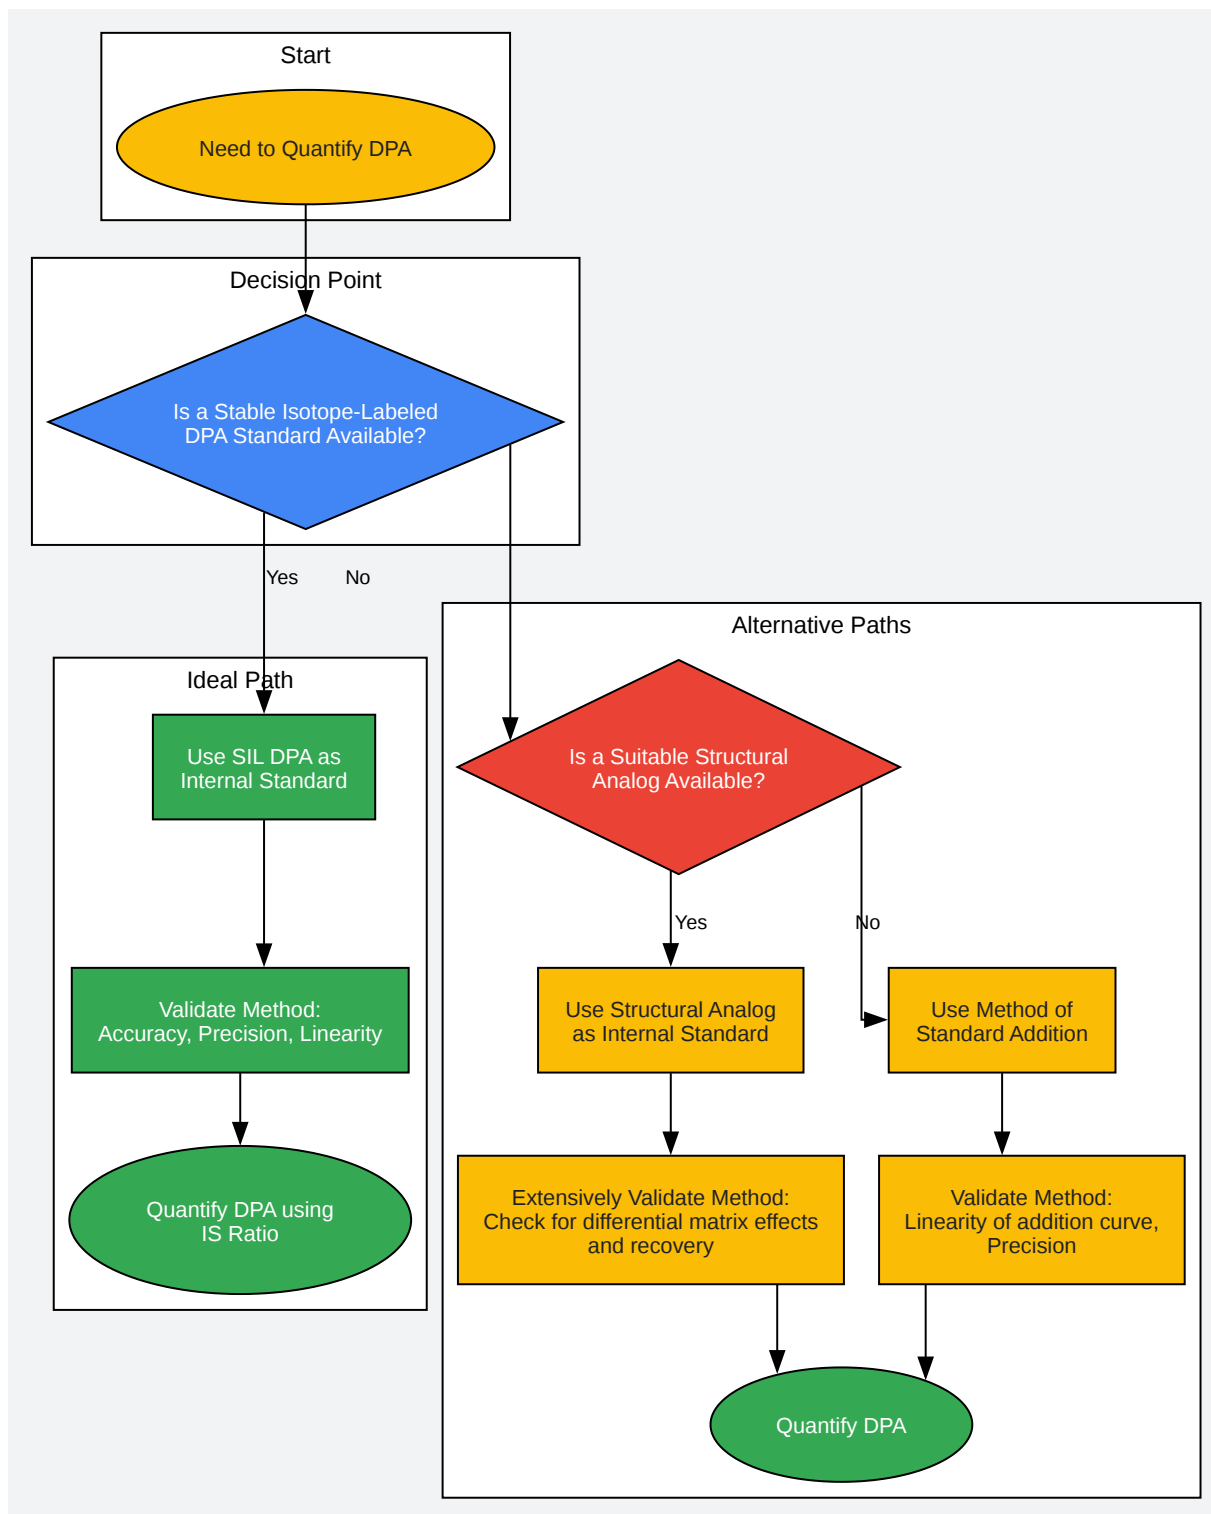 Start
Need to Quantify DPA
Decision Point
Is a Stable Isotope-Labeled
DPA Standard Available?
Yes
No
Ideal Path
Use SIL DPA as
Internal Standard
Validate Method:
Accuracy, Precision, Linearity
Quantify DPA using
IS Ratio
Alternative Paths
Is a Suitable Structural
Analog Available?
Yes
No
Use Structural Analog
as Internal Standard
Use Method of
Standard Addition
Extensively Validate Method:
Check for differential matrix effects
and recovery
Validate Method:
Linearity of addition curve,
Precision
Quantify DPA